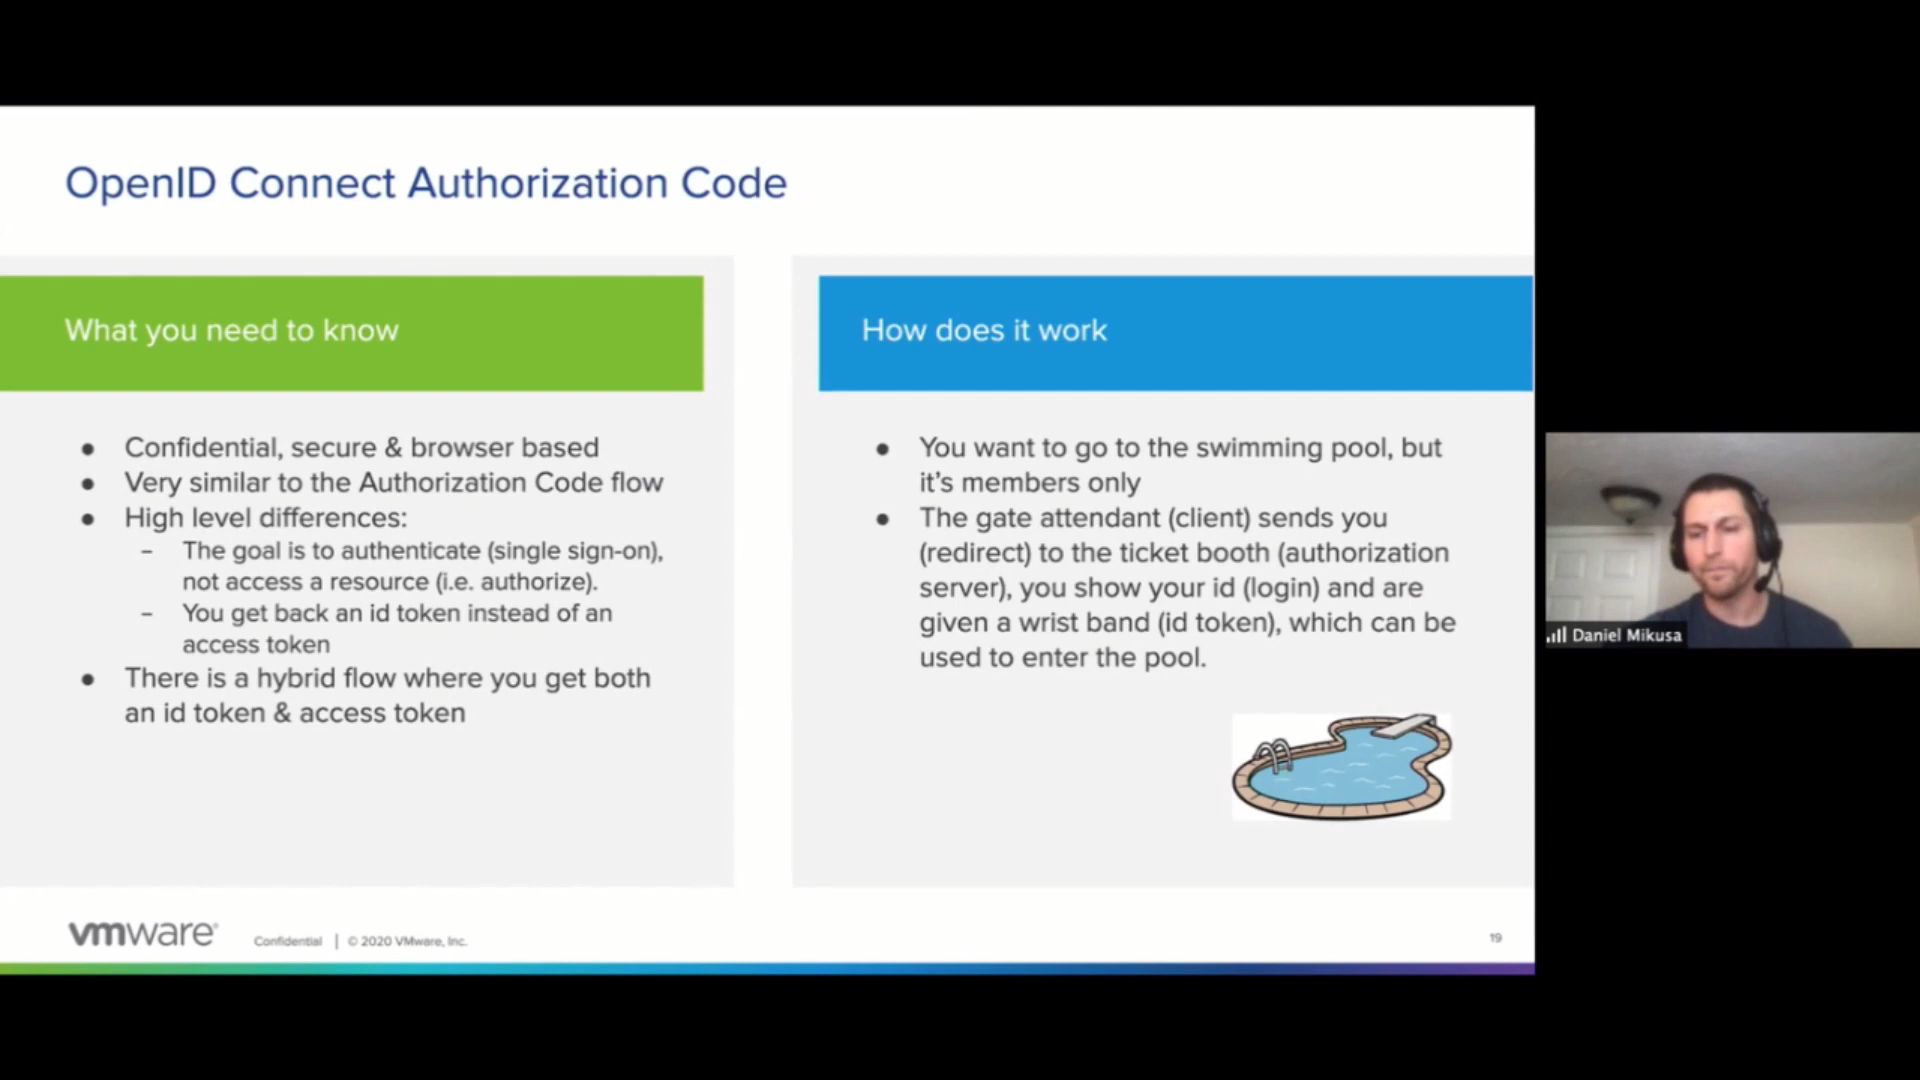 OpenID Connect Authorization Code
What you need to know
● Confidential, secure & browser based
● Very similar to the Authorization Code flow
● High level differences:
– The goal is to authenticate (single sign-on),
not access a resource (i.e. authorize).
– You get back an id token instead of an
access token
● There is a hybrid flow where you get both
an id token & access token
How does it work
● You want to go to the swimming pool, but
it's members only
● The gate attendant (client) sends you
(redirect) to the ticket booth (authorization
server), you show your id (login) and are
given a wrist band (id token), which can be
used to enter the pool.
Daniel Mikusa
vmware®
Confidential | © 2020 VMware, Inc.
19